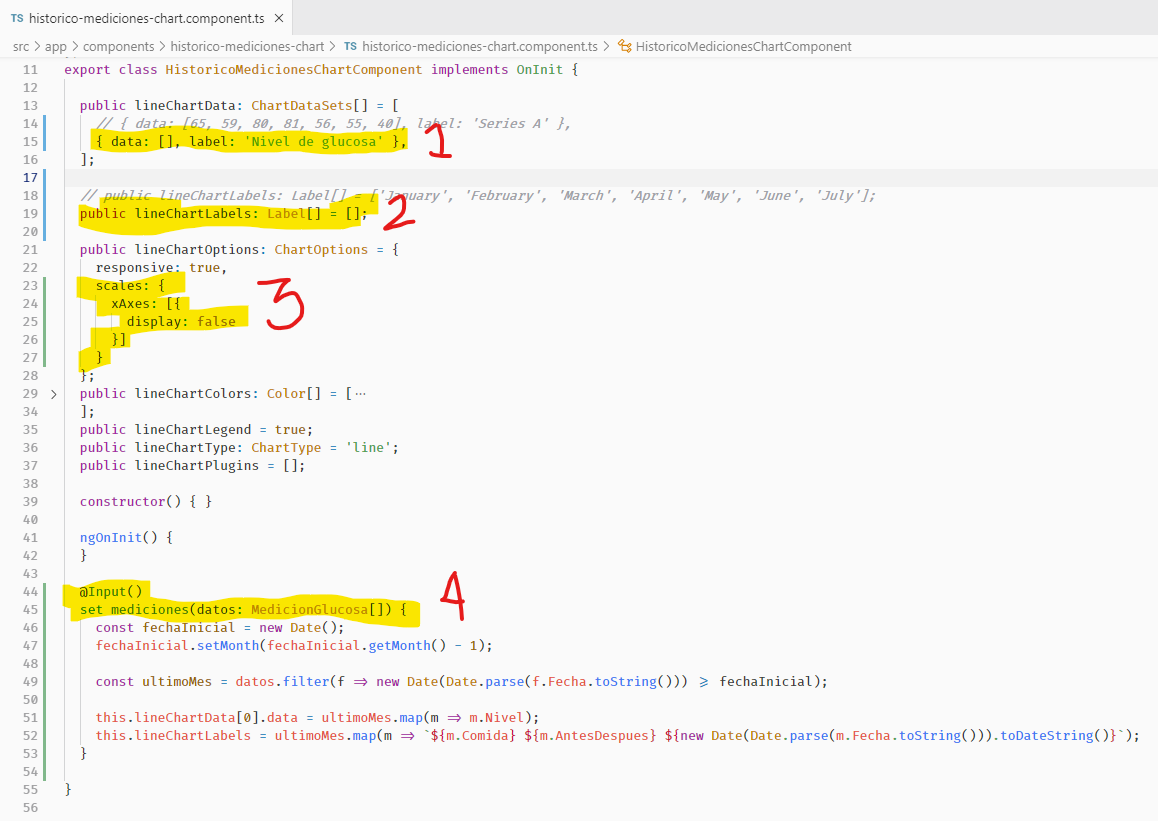 TS historico-mediciones-chart.component.ts ×
src > app > components > historico-mediciones-chart > TS historico-mediciones-chart.component.ts > HistoricoMedicionesChartComponent
11 export class HistoricoMedicionesChartComponent implements OnInit {
12
13 public lineChartData: ChartDataSets[] = [
14 // { data: [65, 59, 80, 81, 56, 55, 40], label: 'Series A' },
15 { data: [], label: 'Nivel de glucosa' }, 1
16 ];
17
18 // public lineChartLabels: Label[] = ['January', 'February', 'March', 'April', 'May', 'June', 'July'];
19 public lineChartLabels: Label[] = []; 2
20
21 public lineChartOptions: ChartOptions = {
22 responsive: true,
23 scales: {
24 xAxes: [{ 3
25 display: false
26 }]
27 }
28 };
29 > public lineChartColors: Color[] = [ ···
34 ];
35 public lineChartLegend = true;
36 public lineChartType: ChartType = 'line';
37 public lineChartPlugins = [];
38
39 constructor() { }
40
41 ngOnInit() {
42 }
43
44 @Input() 4
45 set mediciones(datos: MedicionGlucosa[]) {
46 const fechaInicial = new Date();
47 fechaInicial.setMonth(fechaInicial.getMonth() - 1);
48
49 const ultimoMes = datos.filter(f ⇒ new Date(Date.parse(f.Fecha.toString())) ⩾ fechaInicial);
50
51 this.lineChartData[0].data = ultimoMes.map(m ⇒ m.Nivel);
52 this.lineChartLabels = ultimoMes.map(m ⇒ `${m.Comida} ${m.AntesDespues} ${new Date(Date.parse(m.Fecha.toString())).toDateString()}`);
53 }
54
55 }
56